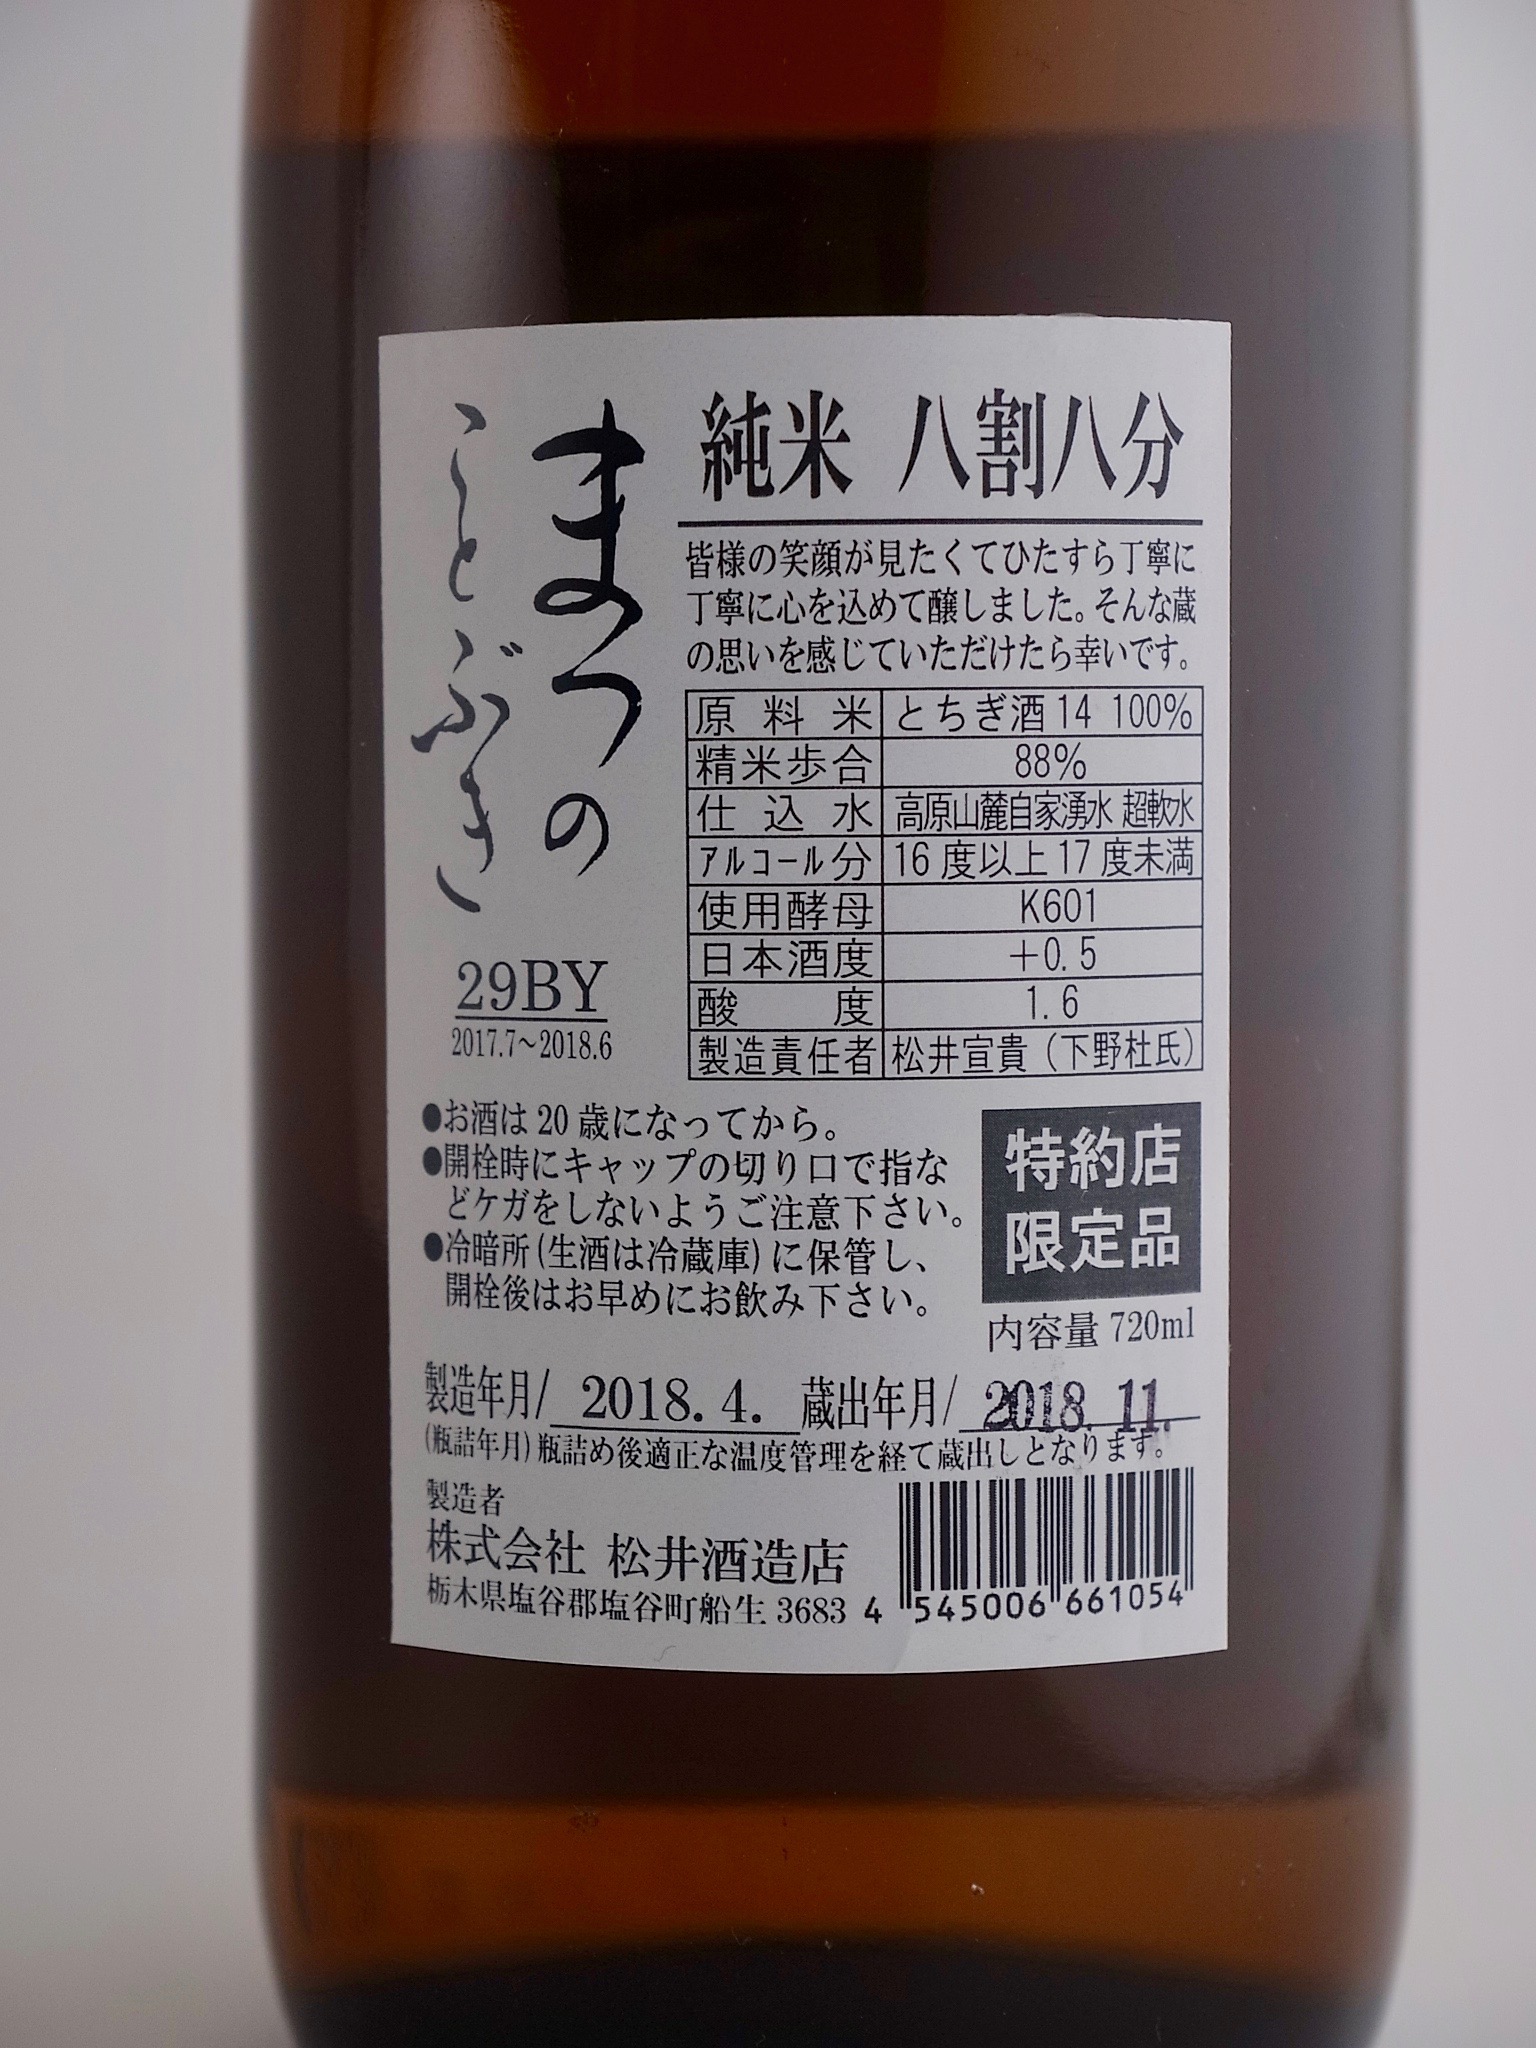 純米 八割八分
皆様の笑顔が見たくてひたすら丁寧に
丁寧に心を込めて醸しました。そんな蔵
の思いを感じていただけたら幸いです。
まつの
ことぶき
29BY
2017.7～2018.6
原料米 とちぎ酒14 100%
精米歩合 88%
仕込水 高原山麓自家湧水 超軟水
アルコール分 16度以上17度未満
使用酵母 K601
日本酒度 +0.5
酸度 1.6
製造責任者 松井宣貴（下野杜氏）
●お酒は20歳になってから。
●開栓時にキャップの切り口で指な
どケガをしないようご注意下さい。
●冷暗所(生酒は冷蔵庫)に保管し、
開栓後はお早めにお飲み下さい。
特約店
限定品
内容量 720ml
製造年月/ 2018.4. 蔵出年月/ 2018.11.
(瓶詰年月)瓶詰め後適正な温度管理を経て蔵出しとなります。
製造者
株式会社 松井酒造店
栃木県塩谷郡塩谷町船生3683
4 545006 661054